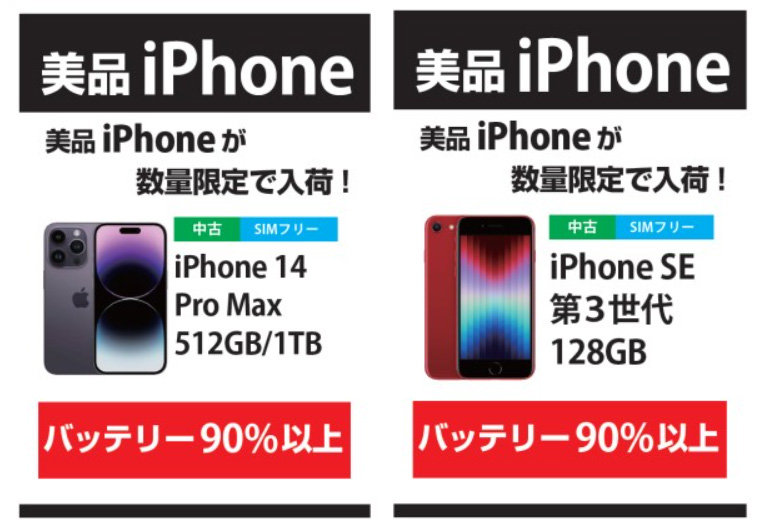 美品 iPhone
美品 iPhoneが
数量限定で入荷！
中古 SIMフリー
iPhone 14
Pro Max
512GB/1TB
バッテリー90%以上
美品 iPhone
美品 iPhoneが
数量限定で入荷！
中古 SIMフリー
iPhone SE
第3世代
128GB
バッテリー90%以上